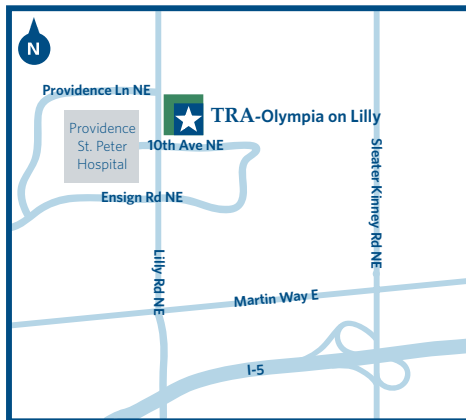 N
Providence Ln NE
TRA-Olympia on Lilly
Providence
St. Peter
Hospital
10th Ave NE
Sleater Kinney Rd NE
Ensign Rd NE
Lilly Rd NE
Martin Way E
I-5